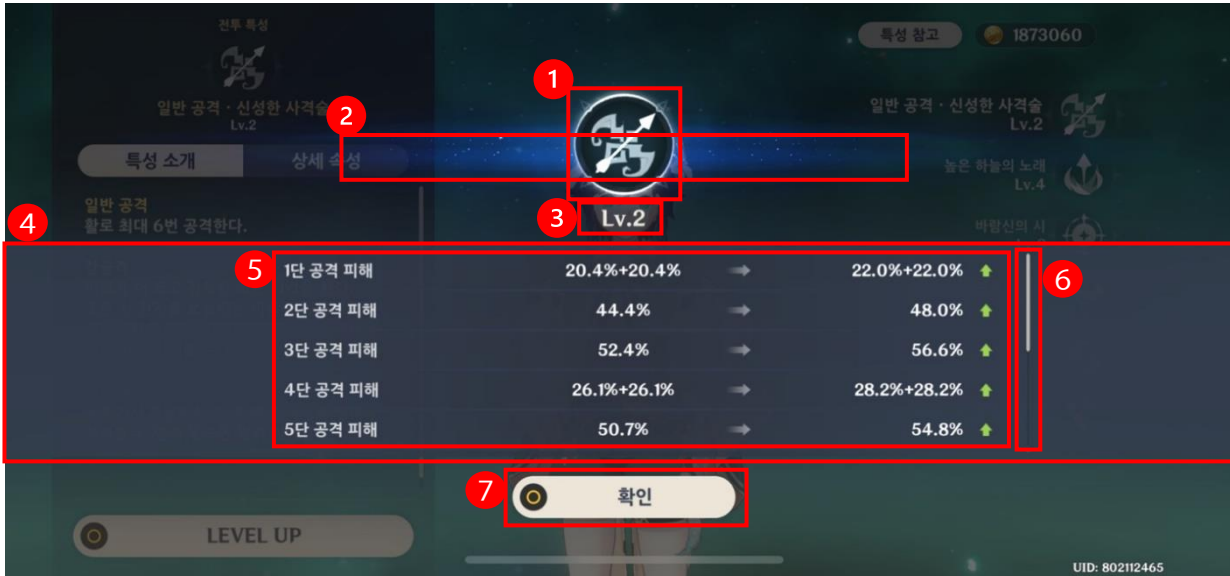 전투 특성
특성 참고
1873060
1
일반 공격 · 신성한 사격술
Lv.2
2
일반 공격 · 신성한 사격술
Lv.2
특성 소개
상세 속성
높은 하늘의 노래
Lv.4
3
Lv.2
일반 공격
활로 최대 6번 공격한다.
바람신의 시
4
5
6
1단 공격 피해 20.4%+20.4% 22.0%+22.0%
2단 공격 피해 44.4% 48.0%
3단 공격 피해 52.4% 56.6%
4단 공격 피해 26.1%+26.1% 28.2%+28.2%
5단 공격 피해 50.7% 54.8%
7
확인
LEVEL UP
UID: 802112465